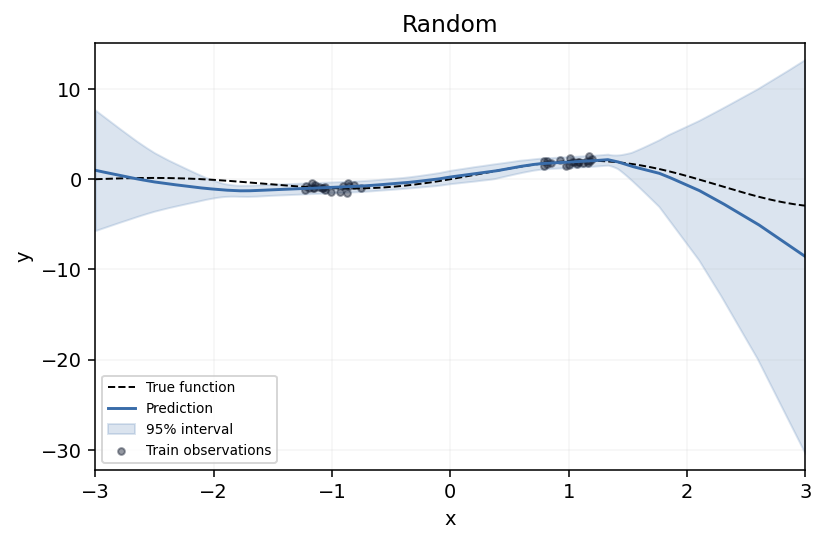 Random
10
0
−10
−20
−30
y
True function
Prediction
95% interval
Train observations
−3
−2
−1
0
1
2
3
x